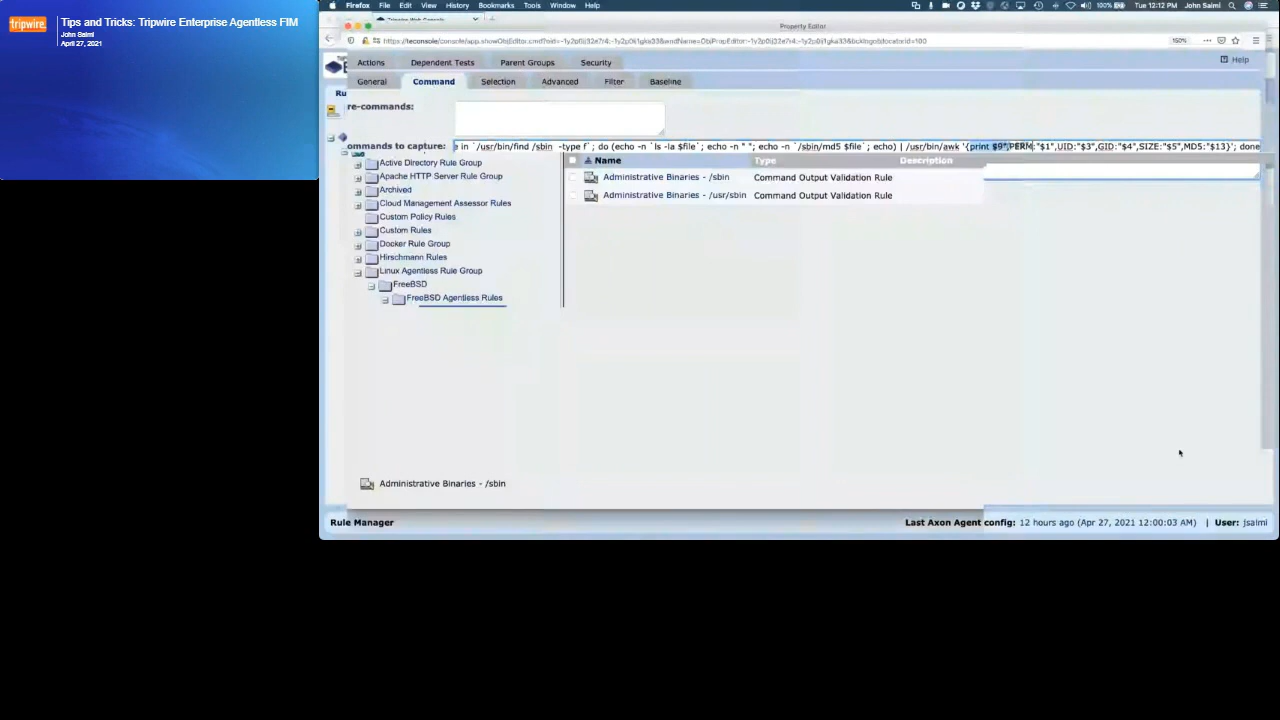 tripwire
Tips and Tricks: Tripwire Enterprise Agentless FIM
John Salmi
April 27, 2021
Firefox File Edit View History Bookmarks Tools Window Help
100% Tue 12:12 PM John Salmi
Property Editor
150%
Actions Dependent Tests Parent Groups Security
Help
General Command Selection Advanced Filter Baseline
Ru
re-commands:
ommands to capture: e in `/usr/bin/find /sbin -type f`; do (echo -n `ls -la $file`; echo -n " "; echo -n `/sbin/md5 $file`; echo) | /usr/bin/awk '{print $9",PERM:"$1",UID:"$3",GID:"$4",SIZE:"$5",MD5:"$13}'; done
Name Type Description
Active Directory Rule Group
Apache HTTP Server Rule Group
Archived
Cloud Management Assessor Rules
Custom Policy Rules
Custom Rules
Docker Rule Group
Hirschmann Rules
Linux Agentless Rule Group
FreeBSD
FreeBSD Agentless Rules
Administrative Binaries - /sbin Command Output Validation Rule
Administrative Binaries - /usr/sbin Command Output Validation Rule
Administrative Binaries - /sbin
Rule Manager
Last Axon Agent config: 12 hours ago (Apr 27, 2021 12:00:03 AM) | User: jsalmi